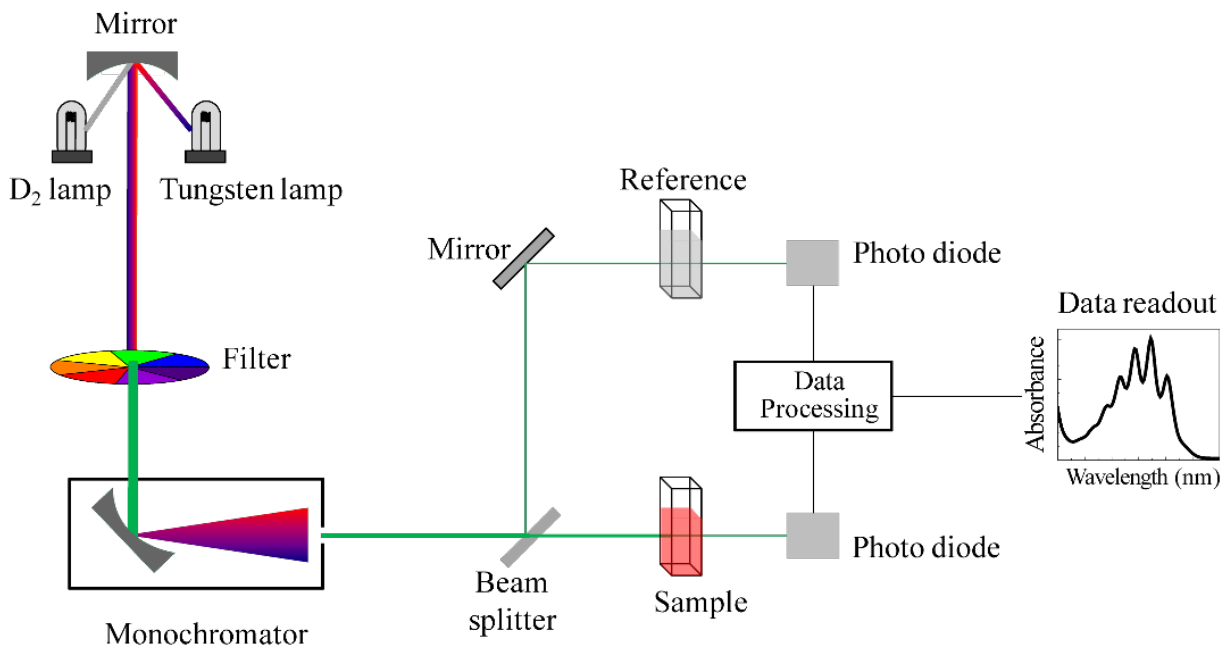 Mirror
D₂ lamp
Tungsten lamp
Filter
Monochromator
Mirror
Beam
splitter
Reference
Sample
Photo diode
Data
Processing
Photo diode
Data readout
Absorbance
Wavelength (nm)